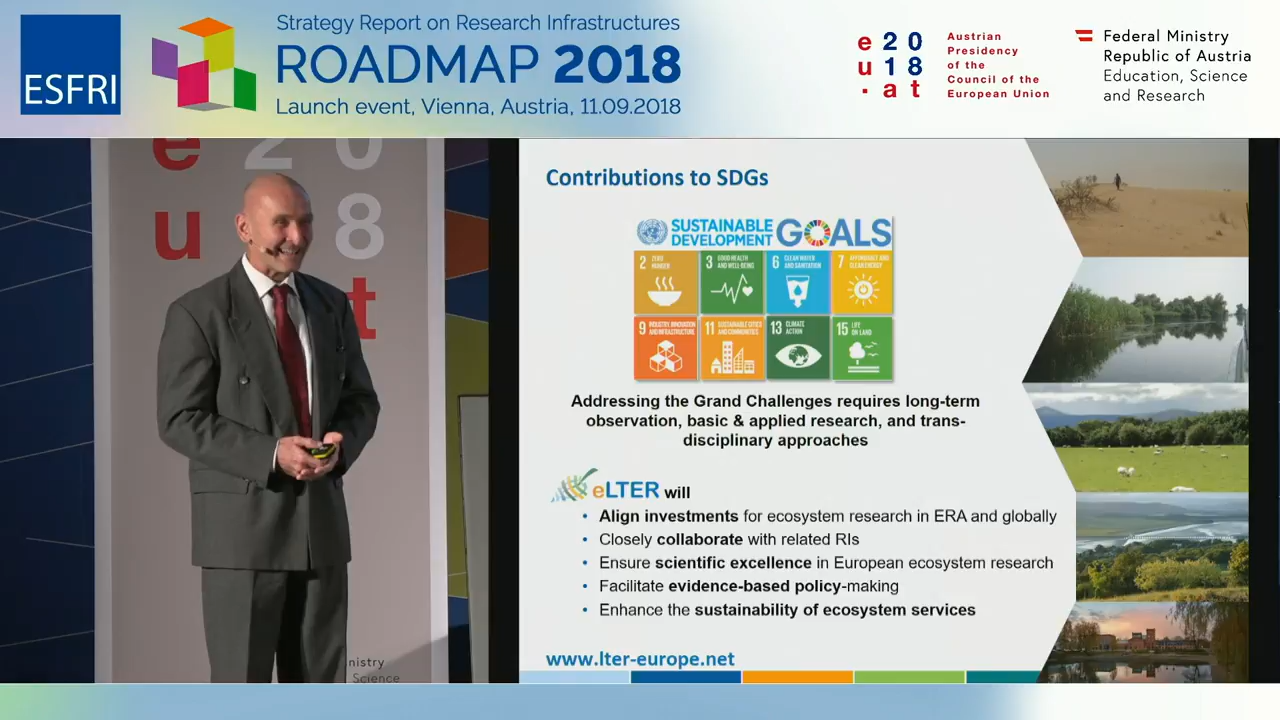 ESFRI
Strategy Report on Research Infrastructures
ROADMAP 2018
Launch event, Vienna, Austria, 11.09.2018
e 2 0
u 1 8
. a t
Austrian
Presidency
of the
Council of the
European Union
Federal Ministry
Republic of Austria
Education, Science
and Research
e 2 0
u 8
t
nistry
Science
Contributions to SDGs
SUSTAINABLE
DEVELOPMENT GOALS
2 ZERO
HUNGER
3 GOOD HEALTH
AND WELL-BEING
6 CLEAN WATER
AND SANITATION
7 AFFORDABLE AND
CLEAN ENERGY
9 INDUSTRY, INNOVATION
AND INFRASTRUCTURE
11 SUSTAINABLE CITIES
AND COMMUNITIES
13 CLIMATE
ACTION
15 LIFE
ON LAND
Addressing the Grand Challenges requires long-term
observation, basic & applied research, and trans-
disciplinary approaches
eLTER will
• Align investments for ecosystem research in ERA and globally
• Closely collaborate with related RIs
• Ensure scientific excellence in European ecosystem research
• Facilitate evidence-based policy-making
• Enhance the sustainability of ecosystem services
www.lter-europe.net